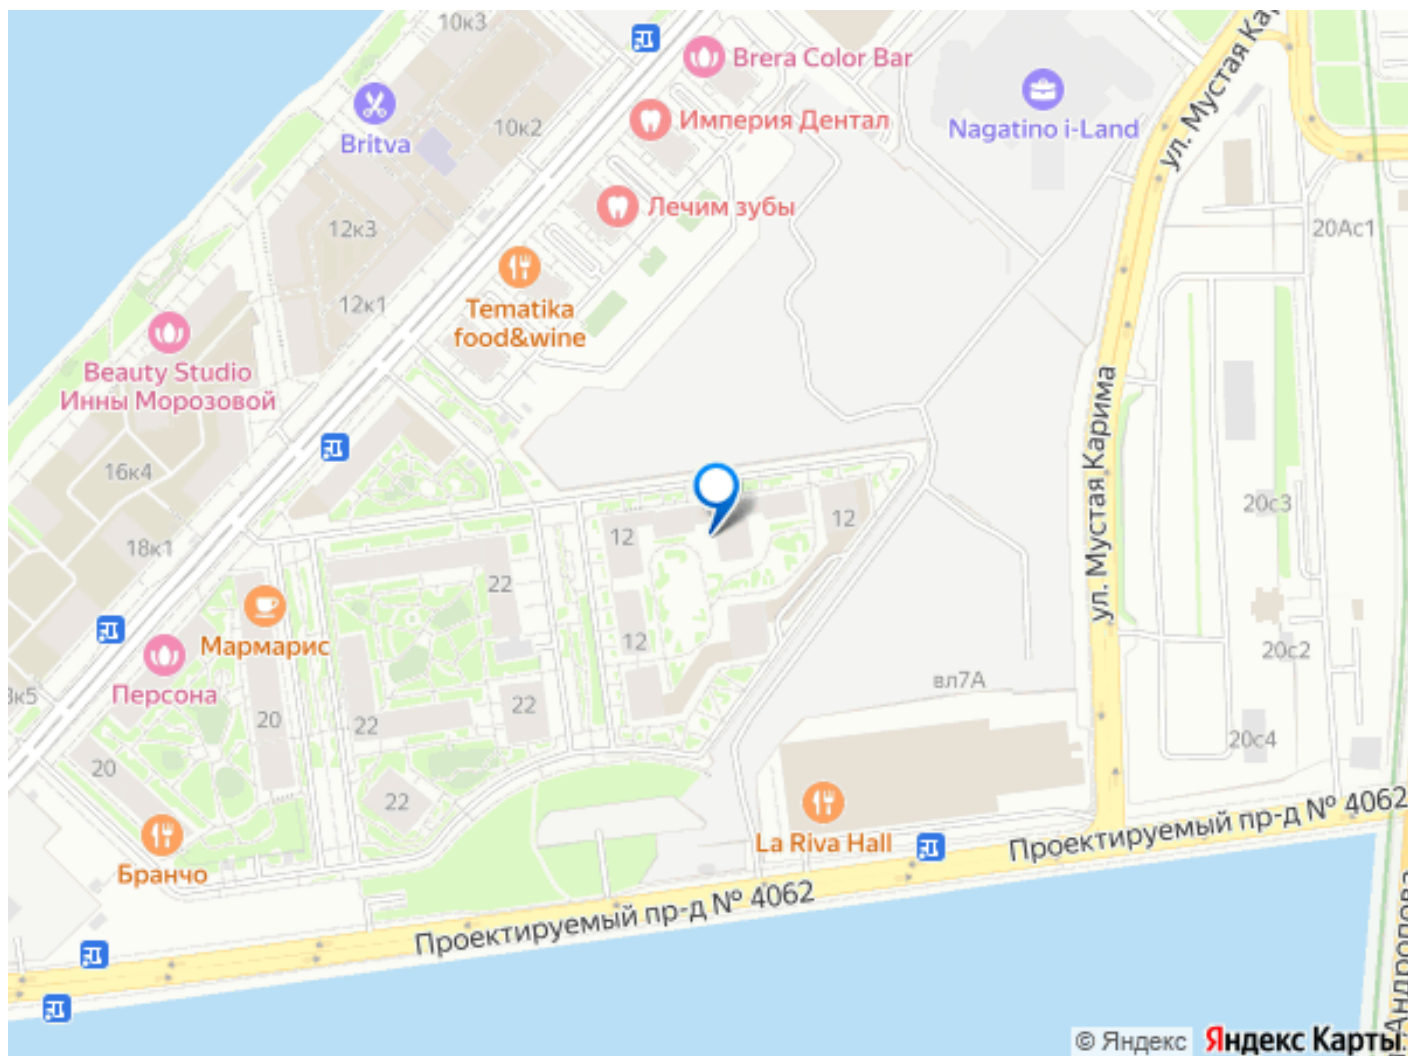 10к3
Brera Color Bar
Britva
10к2
Империя Дентал
Nagatino i-Land
ул. Мустая Кар
Лечим зубы
12к3
20Ас1
12к1
Tematika
food&wine
Beauty Studio
Инны Морозовой
ул. Мустая Карима
16к4
18к1
12
12
20с3
22
Мармарис
12
20с2
Персона
к5
вл7А
20
22
22
20с4
20
22
La Riva Hall
Проектируемый пр-д № 4062
Бранчо
Проектируемый пр-д № 4062
Андропова
© Яндекс Яндекс Карты